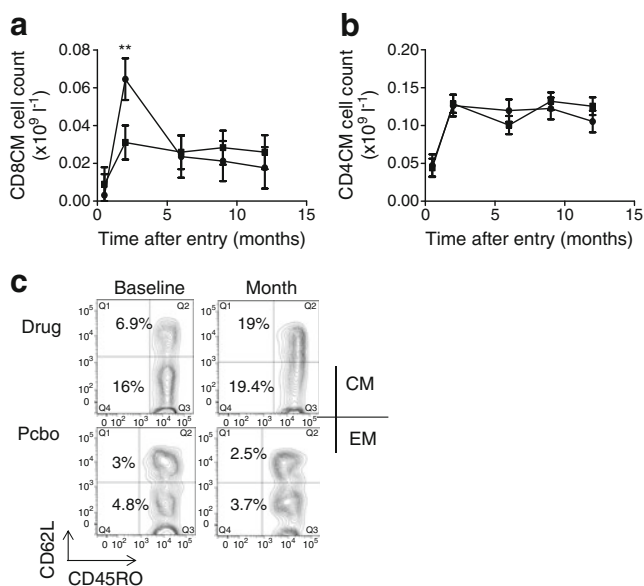 a
CD8CM cell count
(x10⁹ l⁻¹)
0.08
0.06
0.04
0.02
0.00
**
0 5 10 15
Time after entry (months)
b
CD4CM cell count
(x10⁹ l⁻¹)
0.20
0.15
0.10
0.05
0.00
0 5 10 15
Time after entry (months)
c
Baseline Month
Drug
Q1 Q2
10⁵
10⁴
10³
10²
0
6.9%
16%
Q4 Q3
0 10² 10³ 10⁴ 10⁵
Q1 Q2
10⁵
10⁴
10³
10²
0
19%
19.4%
Q4 Q3
0 10² 10³ 10⁴ 10⁵
CM
EM
Pcbo
Q1 Q2
10⁵
10⁴
10³
10²
0
3%
4.8%
Q4 Q3
0 10² 10³ 10⁴ 10⁵
Q1 Q2
10⁵
10⁴
10³
10²
0
2.5%
3.7%
Q4 Q3
0 10² 10³ 10⁴ 10⁵
CD62L
CD45RO